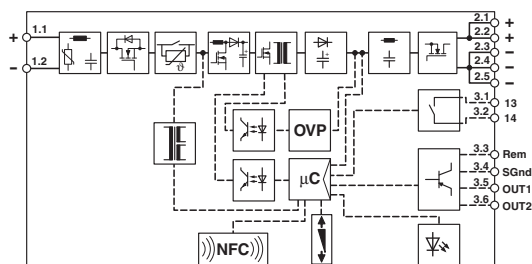 + 1.1
− 1.2
2.1 +
2.2 +
2.3 −
2.4 −
2.5 −
ϑ
OVP
µC
NFC
3.1 13
3.2 14
3.3 Rem
3.4 SGnd
3.5 OUT1
3.6 OUT2